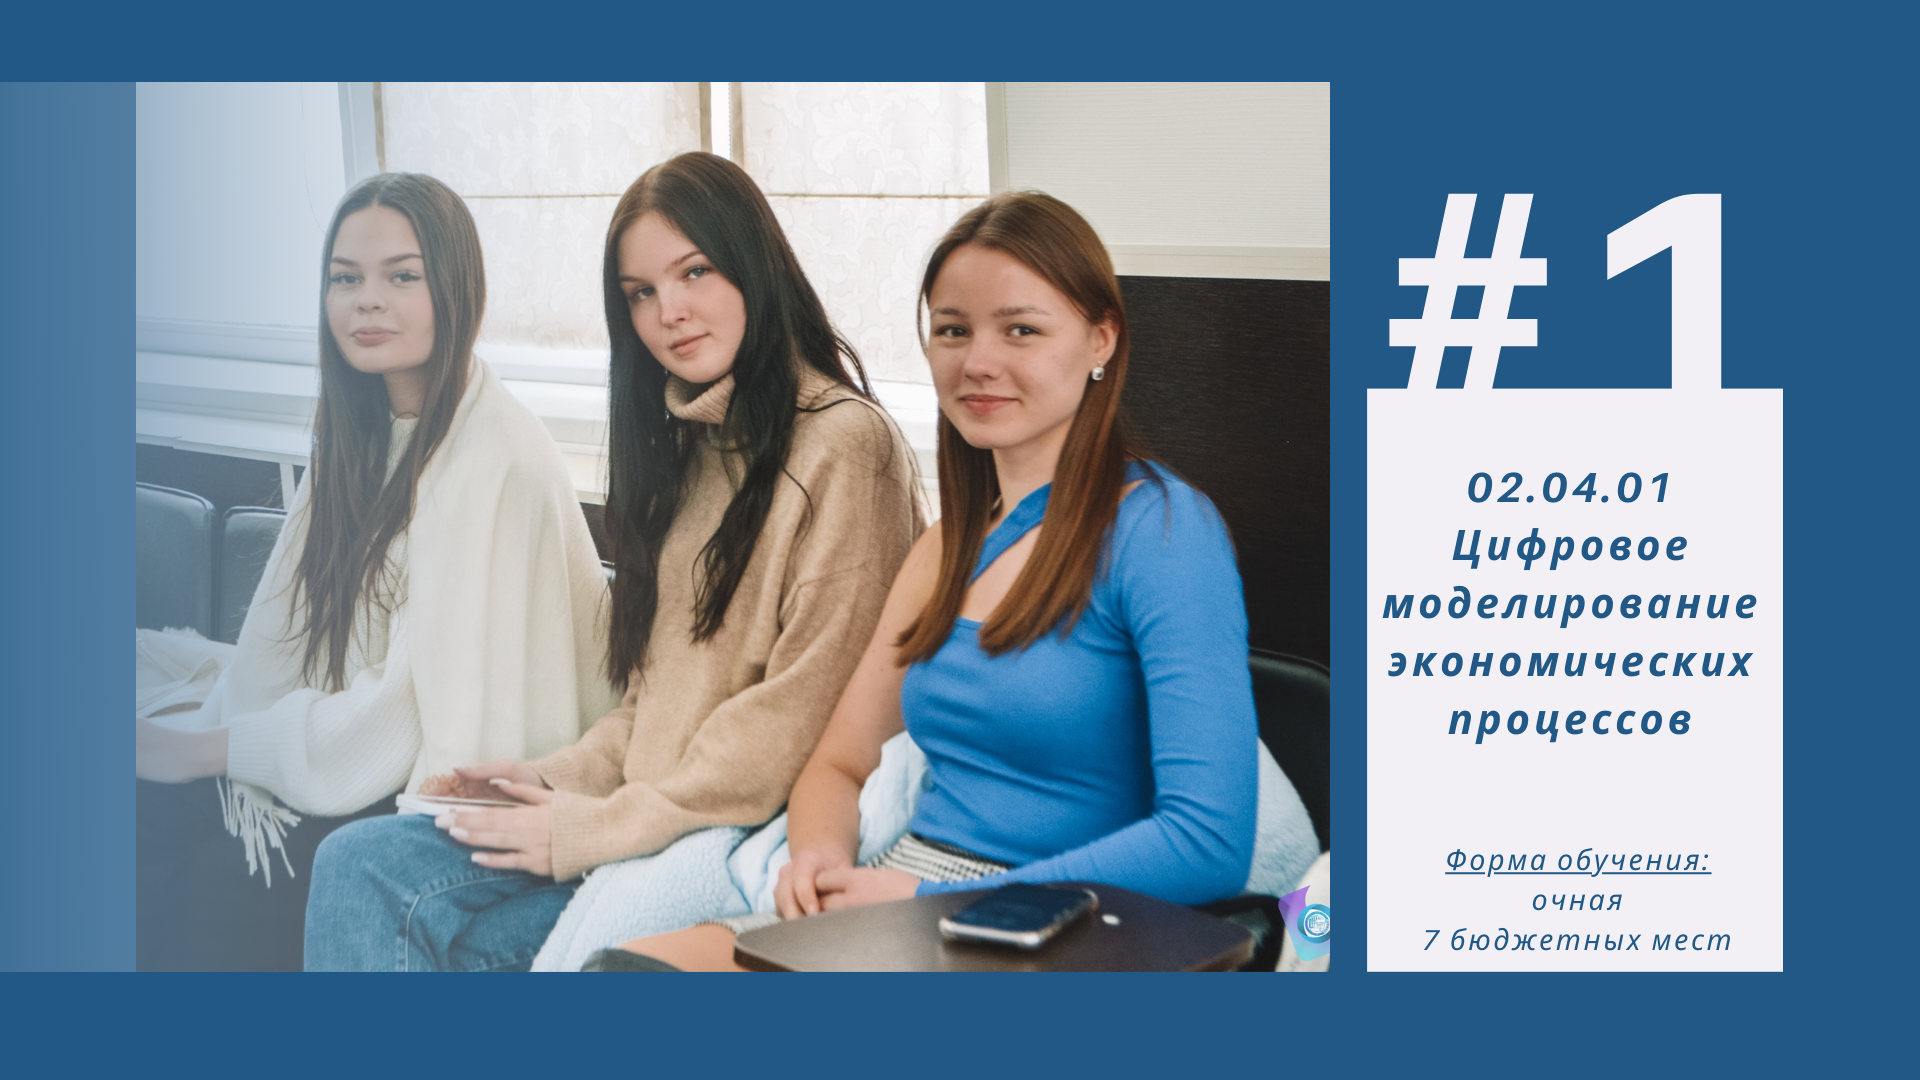 #1
02.04.01
Цифровое
моделирование
экономических
процессов
Форма обучения:
очная
7 бюджетных мест